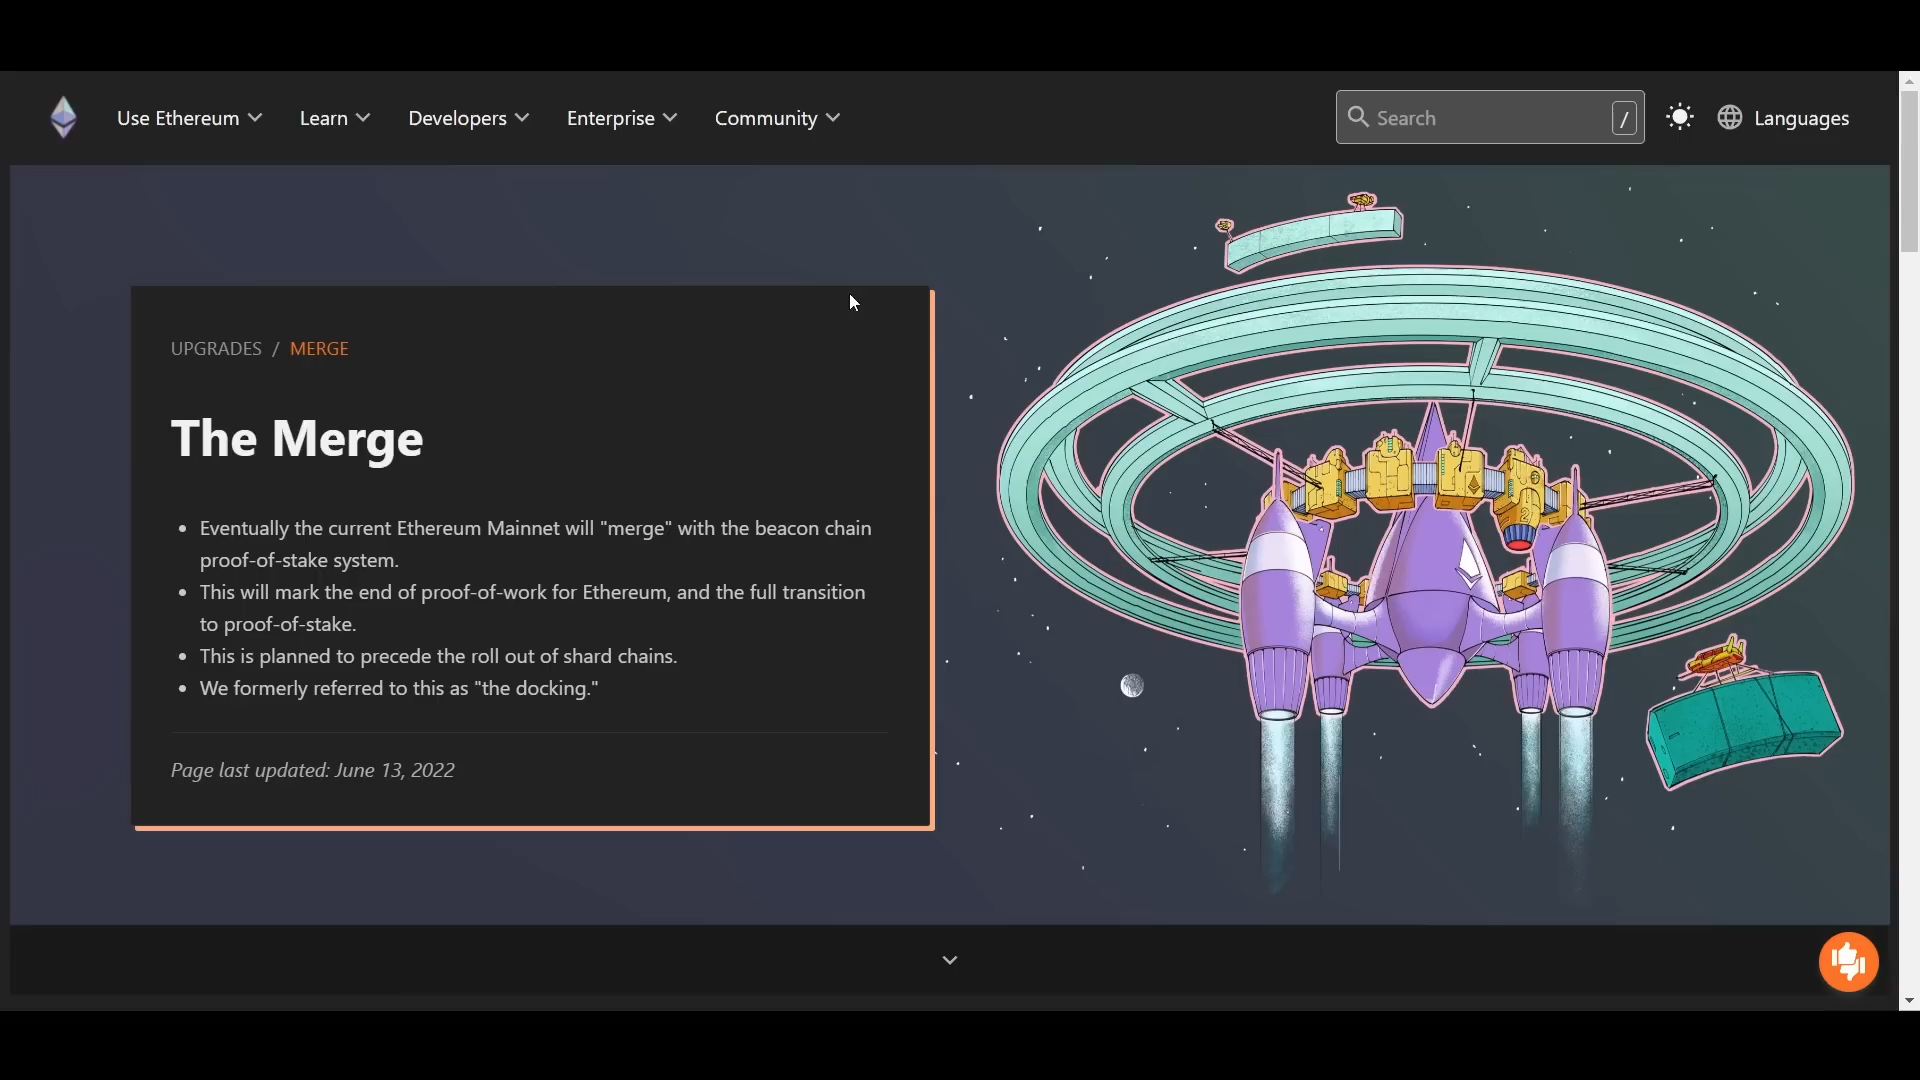 Use Ethereum Learn Developers Enterprise Community Search / Languages
UPGRADES / MERGE
The Merge
• Eventually the current Ethereum Mainnet will "merge" with the beacon chain
proof-of-stake system.
• This will mark the end of proof-of-work for Ethereum, and the full transition
to proof-of-stake.
• This is planned to precede the roll out of shard chains.
• We formerly referred to this as "the docking."
Page last updated: June 13, 2022
2